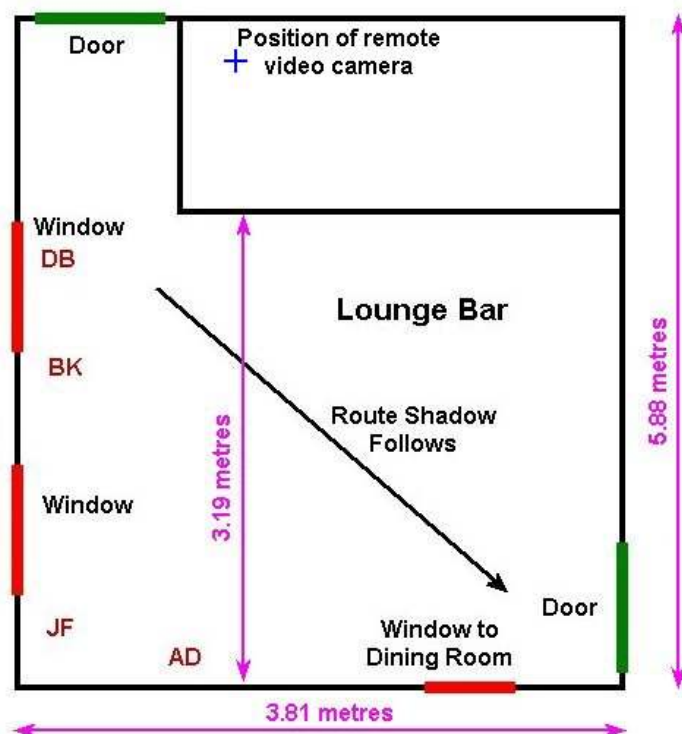 Door
Position of remote
video camera
Window
DB
Lounge Bar
BK
Route Shadow
Follows
5.88 metres
3.19 metres
Window
JF
AD
Window to
Dining Room
Door
3.81 metres